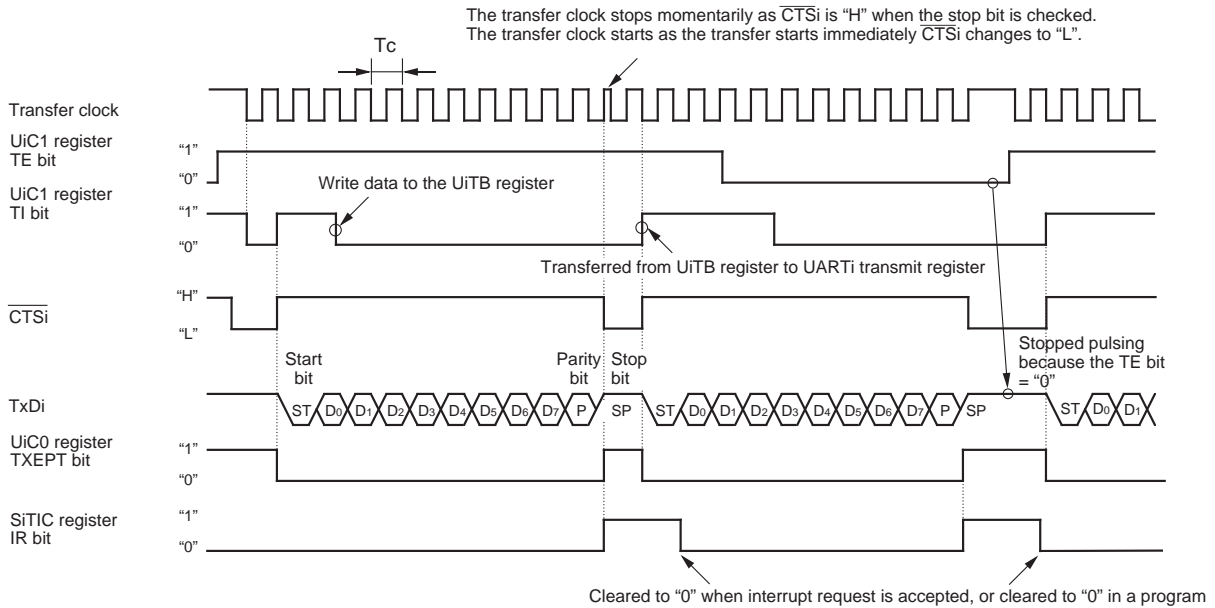 The transfer clock stops momentarily as CTSi is “H” when the stop bit is checked.
The transfer clock starts as the transfer starts immediately CTSi changes to “L”.
Tc
Transfer clock
UiC1 register
TE bit
“1”
“0”
Write data to the UiTB register
UiC1 register
TI bit
“1”
“0”
Transferred from UiTB register to UARTi transmit register
CTSi
“H”
“L”
Start
bit
Parity
bit
Stop
bit
Stopped pulsing
because the TE bit
= “0”
TxDi
ST D0 D1 D2 D3 D4 D5 D6 D7 P SP ST D0 D1 D2 D3 D4 D5 D6 D7 P SP ST D0 D1
UiC0 register
TXEPT bit
“1”
“0”
SiTIC register
IR bit
“1”
“0”
Cleared to “0” when interrupt request is accepted, or cleared to “0” in a program